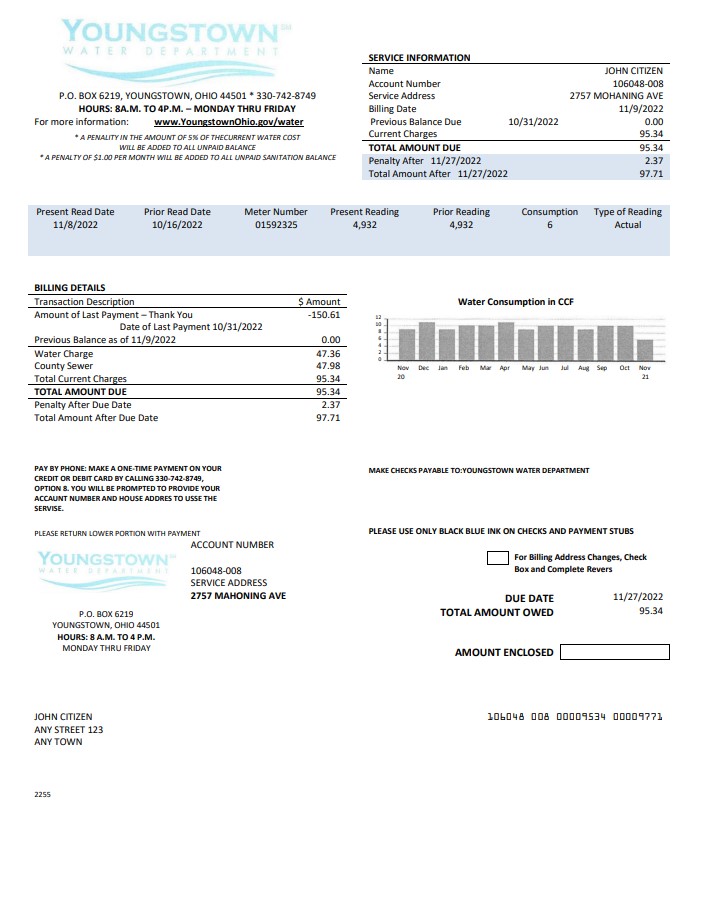 YOUNGSTOWN SM
WATER DEPARTMENT
P.O. BOX 6219, YOUNGSTOWN, OHIO 44501 * 330-742-8749
HOURS: 8A.M. TO 4P.M. – MONDAY THRU FRIDAY
For more information: www.YoungstownOhio.gov/water
* A PENALITY IN THE AMOUNT OF 5% OF THECURRENT WATER COST
WILL BE ADDED TO ALL UNPAID BALANCE
* A PENALTY OF $1.00 PER MONTH WILL BE ADDED TO ALL UNPAID SANITATION BALANCE
SERVICE INFORMATION
Name JOHN CITIZEN
Account Number 106048-008
Service Address 2757 MOHANING AVE
Billing Date 11/9/2022
Previous Balance Due 10/31/2022 0.00
Current Charges 95.34
TOTAL AMOUNT DUE 95.34
Penalty After 11/27/2022 2.37
Total Amount After 11/27/2022 97.71
Present Read Date Prior Read Date Meter Number Present Reading Prior Reading Consumption Type of Reading
11/8/2022 10/16/2022 01592325 4,932 4,932 6 Actual
BILLING DETAILS
Transaction Description $ Amount
Amount of Last Payment – Thank You -150.61
Date of Last Payment 10/31/2022
Previous Balance as of 11/9/2022 0.00
Water Charge 47.36
County Sewer 47.98
Total Current Charges 95.34
TOTAL AMOUNT DUE 95.34
Penalty After Due Date 2.37
Total Amount After Due Date 97.71
Water Consumption in CCF
12
10
8
6
4
2
0
Nov Dec Jan Feb Mar Apr May Jun Jul Aug Sep Oct Nov
20 21
PAY BY PHONE: MAKE A ONE-TIME PAYMENT ON YOUR
CREDIT OR DEBIT CARD BY CALLING 330-742-8749,
OPTION 8. YOU WILL BE PROMPTED TO PROVIDE YOUR
ACCAUNT NUMBER AND HOUSE ADDRES TO USSE THE
SERVISE.
MAKE CHECKS PAYABLE TO:YOUNGSTOWN WATER DEPARTMENT
PLEASE RETURN LOWER PORTION WITH PAYMENT
PLEASE USE ONLY BLACK BLUE INK ON CHECKS AND PAYMENT STUBS
YOUNGSTOWN SM
WATER DEPARTMENT
ACCOUNT NUMBER
106048-008
SERVICE ADDRESS
2757 MAHONING AVE
P.O. BOX 6219
YOUNGSTOWN, OHIO 44501
HOURS: 8 A.M. TO 4 P.M.
MONDAY THRU FRIDAY
For Billing Address Changes, Check
Box and Complete Revers
DUE DATE 11/27/2022
TOTAL AMOUNT OWED 95.34
AMOUNT ENCLOSED
JOHN CITIZEN
ANY STREET 123
ANY TOWN
106048 008 00009534 00009771
2255